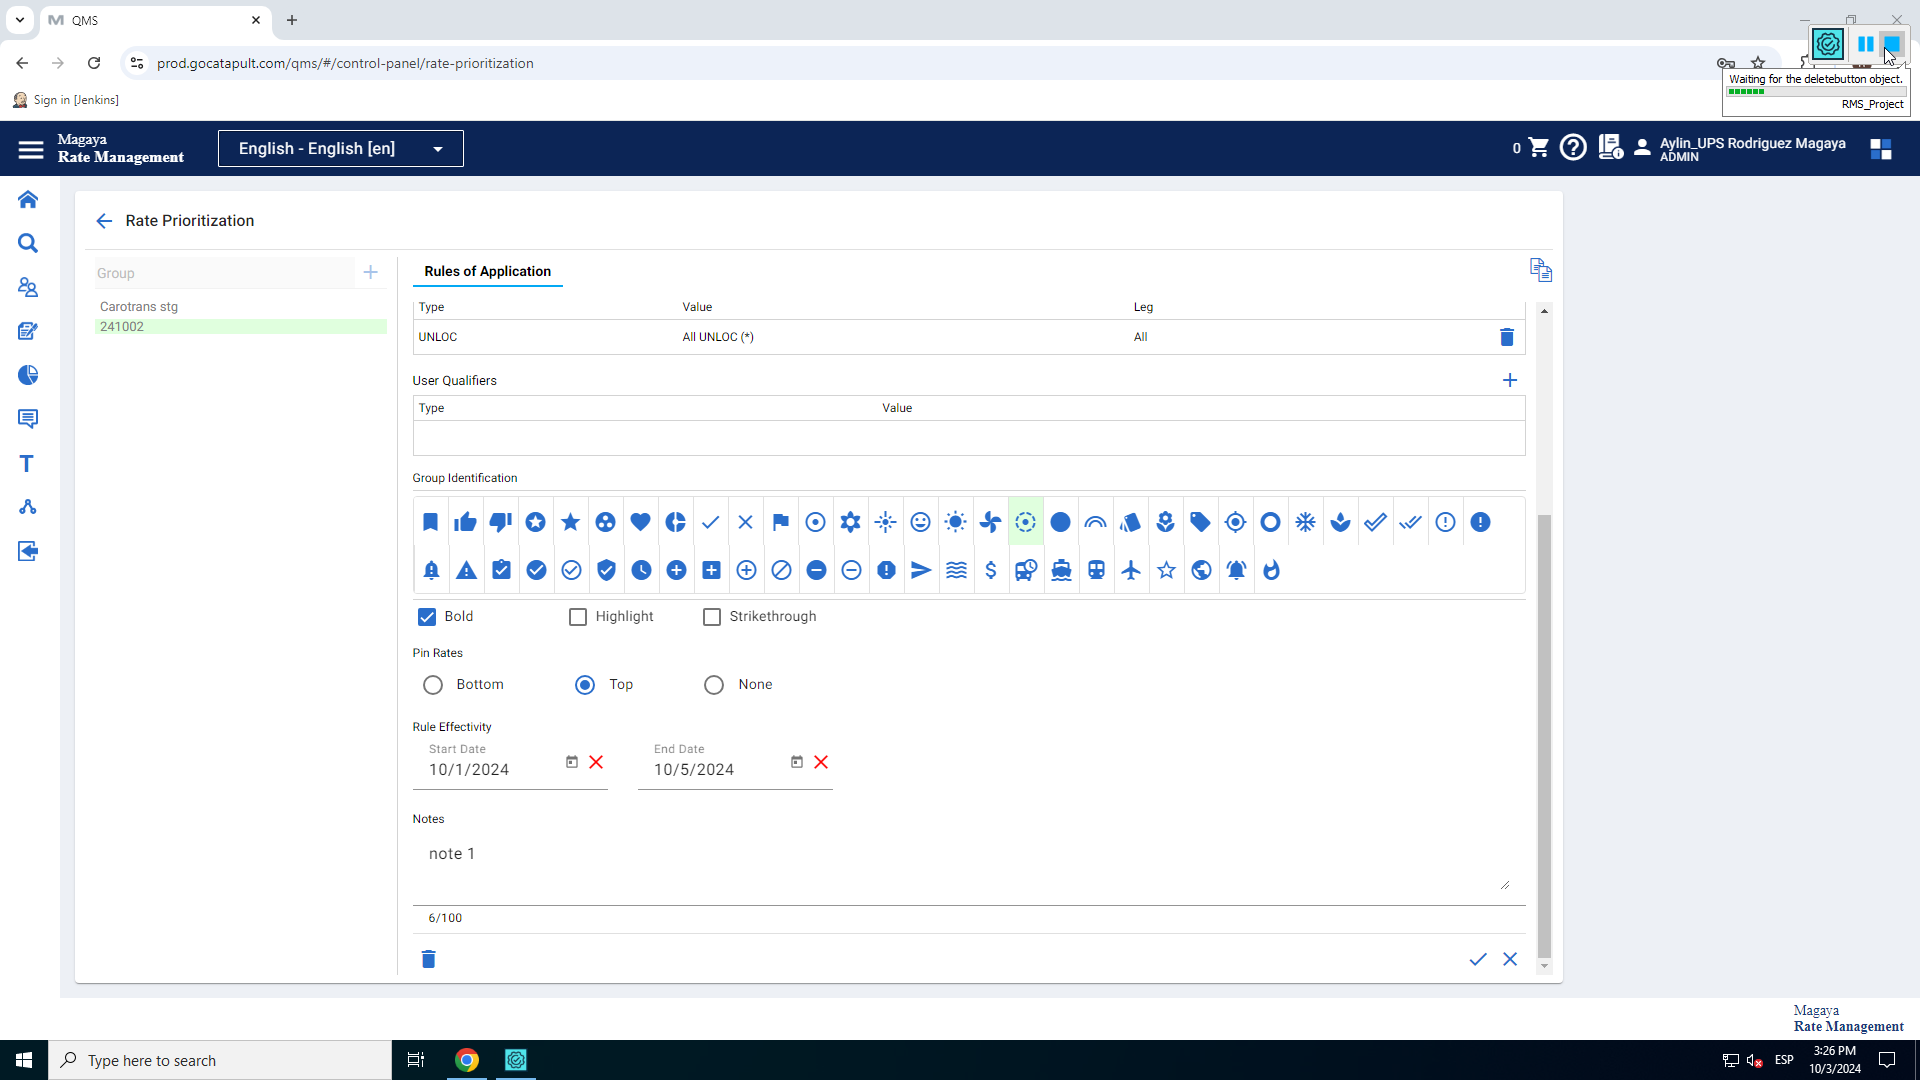 QMS
prod.gocatapult.com/qms/#/control-panel/rate-prioritization
Waiting for the deletebutton object.
RMS_Project
Sign in [Jenkins]
Magaya
Rate Management
English - English [en]
0
Aylin_UPS Rodriguez Magaya
ADMIN
Rate Prioritization
Group
Carotrans stg
241002
Rules of Application
Type Value Leg
UNLOC All UNLOC (*) All
User Qualifiers
Type Value
Group Identification
Bold Highlight Strikethrough
Pin Rates
Bottom Top None
Rule Effectivity
Start Date End Date
10/1/2024 10/5/2024
Notes
note 1
6/100
Magaya
Rate Management
Type here to search
ESP
3:26 PM
10/3/2024